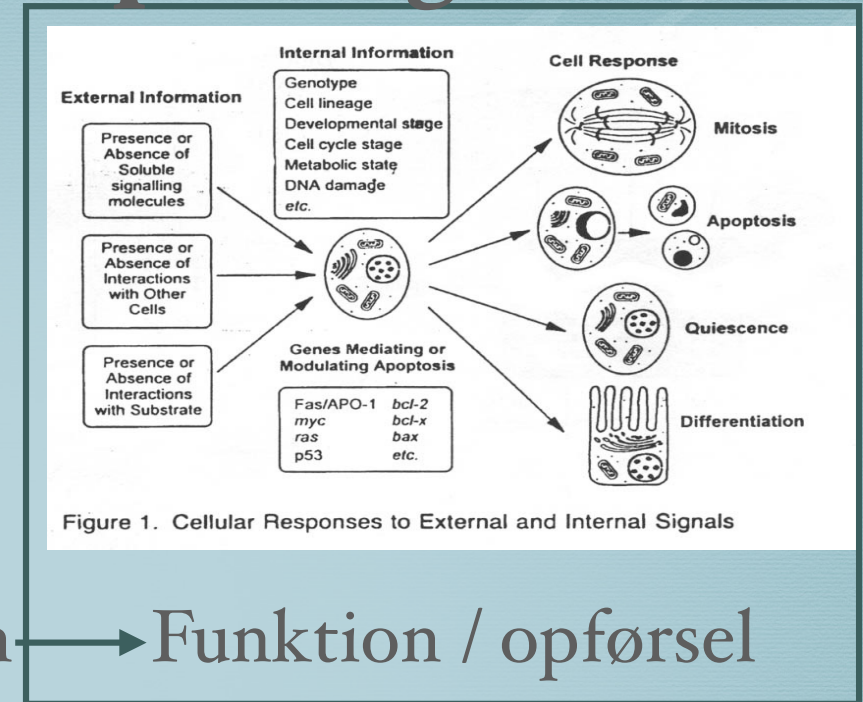 External Information
Presence or
Absence of
Soluble
signalling
molecules
Presence or
Absence of
Interactions
with Other
Cells
Presence or
Absence of
Interactions
with Substrate
Internal Information
Genotype
Cell lineage
Developmental stage
Cell cycle stage
Metabolic state
DNA damage
etc.
Genes Mediating or
Modulating Apoptosis
Fas/APO-1 bcl-2
myc bcl-x
ras bax
p53 etc.
Cell Response
Mitosis
Apoptosis
Quiescence
Differentiation
Figure 1. Cellular Responses to External and Internal Signals
Funktion / opførsel